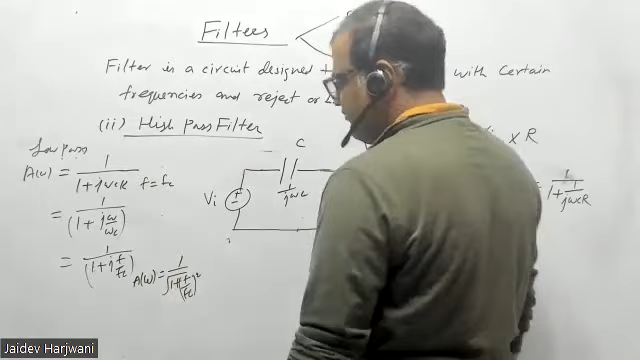 Filters
Filter is a circuit designed t with certain
frequencies and reject or
(ii) High Pass Filter
Low pass
A(ω) = 1/(1+jωCR) f=fc
= 1/(1+jω/ωc)
= 1/(1+jf/fc)
A(ω) = 1/√(1+(f/fc)²
C
1/jωC
Vi
+
-
x R
1/(1+1/jωCR)
Jaidev Harjwani